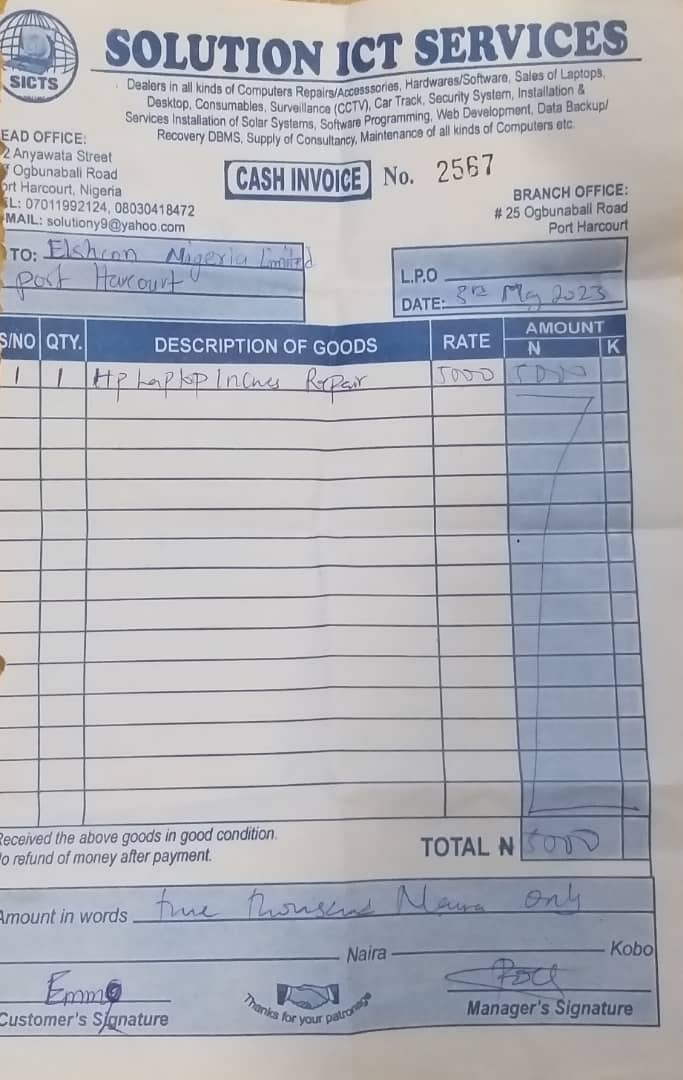 SICTS
SOLUTION ICT SERVICES
Dealers in all kinds of Computers Repairs/Accesssories, Hardwares/Software, Sales of Laptops,
Desktop, Consumables, Surveillance (CCTV), Car Track, Security System, Installation &
Services Installation of Solar Systems, Software Programming, Web Development, Data Backup/
Recovery DBMS, Supply of Consultancy, Maintenance of all kinds of Computers etc.
EAD OFFICE:
2 Anyawata Street
Ogbunabali Road
ort Harcourt, Nigeria
EL: 07011992124, 08030418472
MAIL: solutiony9@yahoo.com
CASH INVOICE No. 2567
BRANCH OFFICE:
# 25 Ogbunabali Road
Port Harcourt
TO: Elshcon Nigeria Limited
port Harcourt
L.P.O
DATE: 3rd May 2023
S/NO QTY. DESCRIPTION OF GOODS RATE AMOUNT
N K
1 1 Hp Laptop Repair 5000 5000
Received the above goods in good condition.
o refund of money after payment.
TOTAL N 5000
Amount in words five thousand Naira only
Naira Kobo
Emma
Customer's Signature
Thanks for your patronage
Manager's Signature